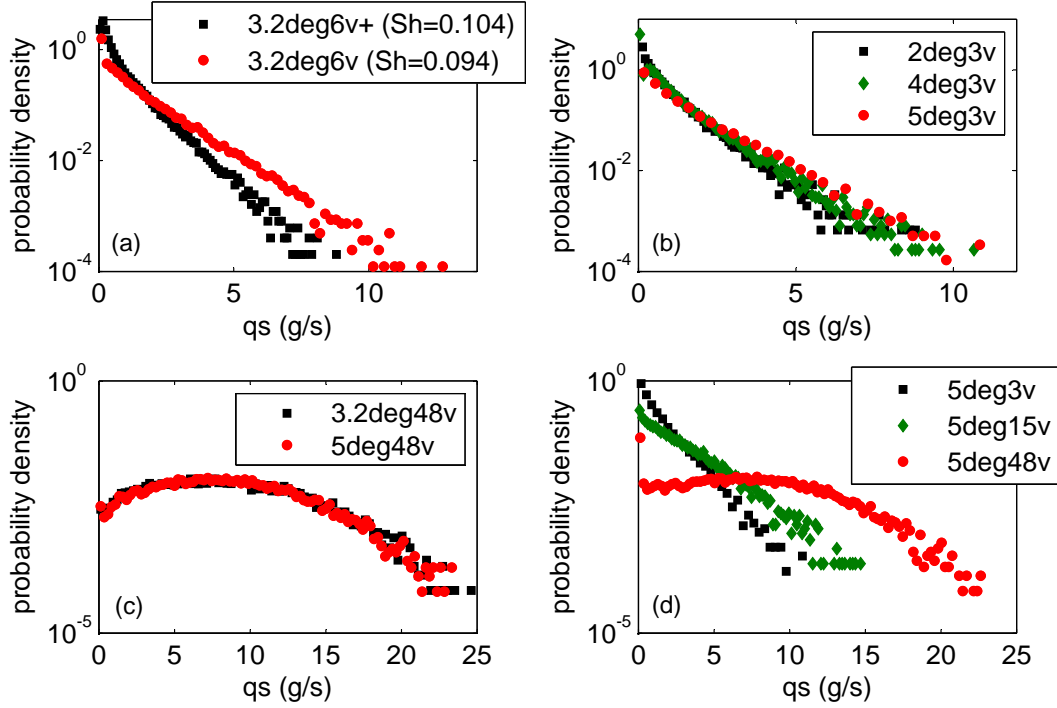 10^0
10^-2
10^-4
probability density
3.2deg6v+ (Sh=0.104)
3.2deg6v (Sh=0.094)
(a)
0 5 10
qs (g/s)
10^0
10^-2
10^-4
probability density
2deg3v
4deg3v
5deg3v
(b)
0 5 10
qs (g/s)
10^0
10^-5
probability density
3.2deg48v
5deg48v
(c)
0 5 10 15 20 25
qs (g/s)
10^0
10^-5
probability density
5deg3v
5deg15v
5deg48v
(d)
0 5 10 15 20 25
qs (g/s)